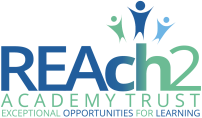 REAch2
ACADEMY TRUST
EXCEPTIONAL OPPORTUNITIES FOR LEARNING